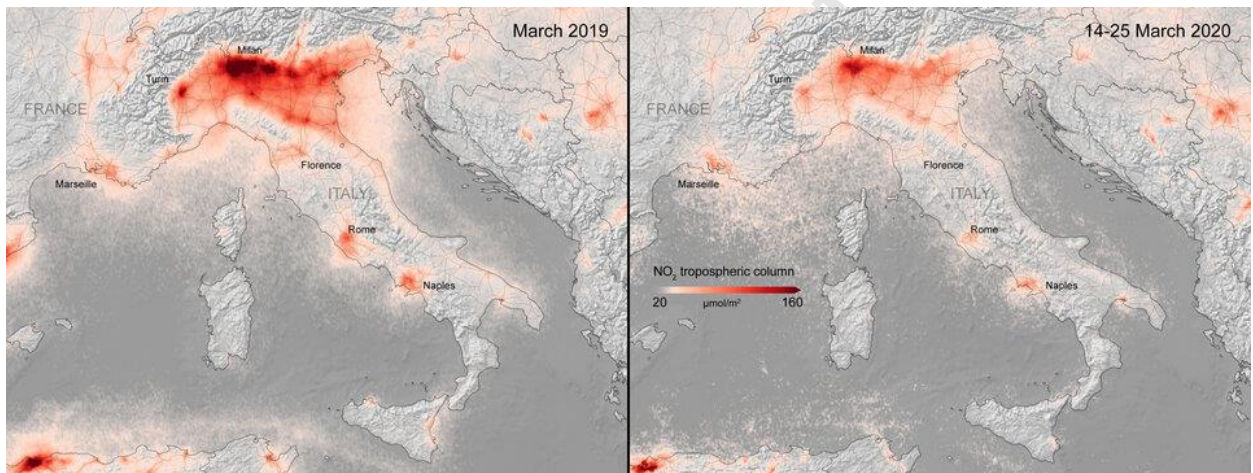 March 2019
Milan
Turin
FRANCE
Florence
Marseille
ITALY
Rome
Naples
14-25 March 2020
Milan
Turin
FRANCE
Florence
Marseille
ITALY
Rome
NO₂ tropospheric column
20 µmol/m² 160
Naples